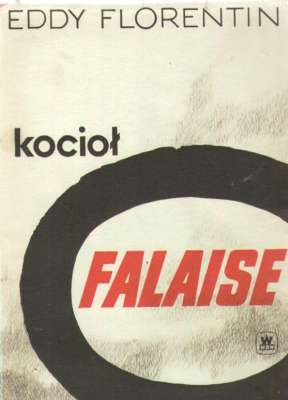 EDDY FLORENTIN
kocioł
FALAISE